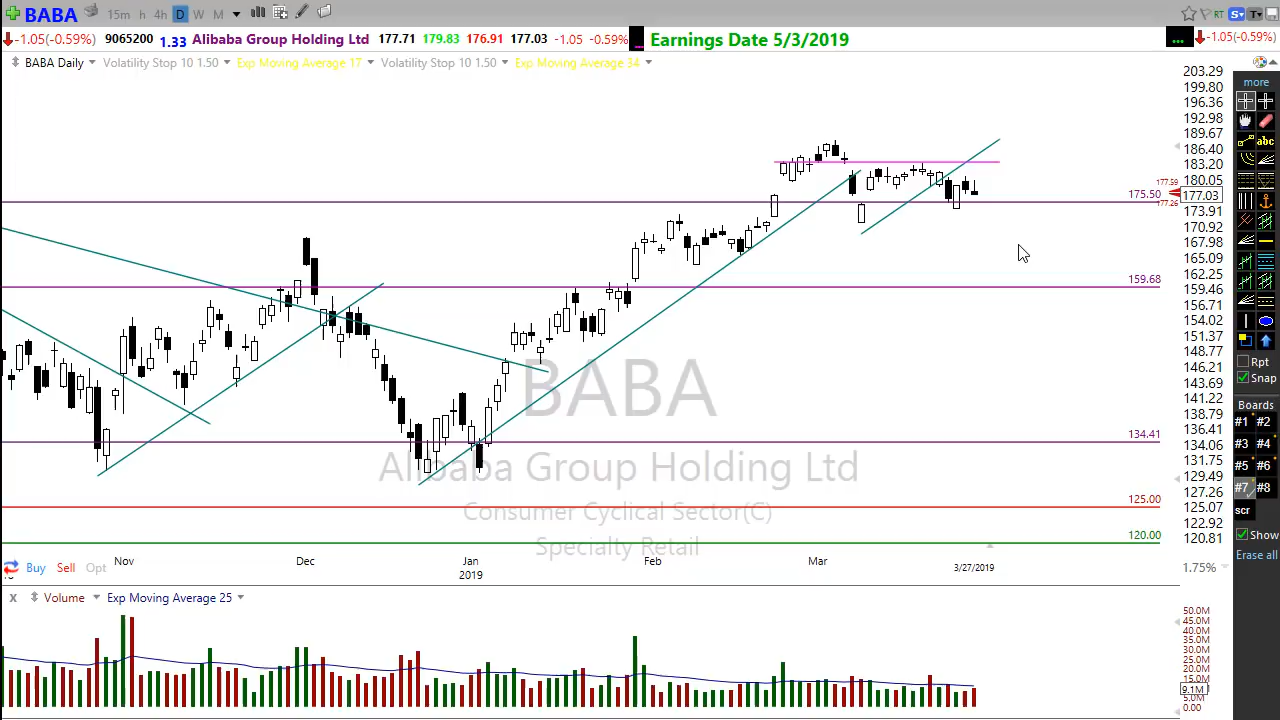 BABA 15m h 4h D W M RT S T
-1.05(-0.59%) 9065200 1.33 Alibaba Group Holding Ltd 177.71 179.83 176.91 177.03 -1.05 -0.59% ... Earnings Date 5/3/2019 ... -1.05(-0.59%)
BABA Daily Volatility Stop 10 1.50 Exp Moving Average 17 Volatility Stop 10 1.50 Exp Moving Average 34
203.29
199.80
196.36
192.98
189.67
186.40
183.20
180.05
177.59
175.50
177.03
177.26
173.91
170.92
167.98
165.09
162.25
159.68
159.46
156.71
154.02
151.37
148.77
146.21
143.69
141.22
138.79
136.41
134.41
134.06
131.75
129.49
127.26
125.00
125.07
122.92
120.00
120.81
BABA
Alibaba Group Holding Ltd
Consumer Cyclical Sector(C)
Specialty Retail
Buy Sell Opt
Nov Dec Jan Feb Mar 3/27/2019
2019
1.75%
X Volume Exp Moving Average 25
50.0M
45.0M
40.0M
35.0M
30.0M
25.0M
20.0M
15.0M
9.1M
5.0M
0.00
more
abc
Rpt
Snap
Boards
#1 #2
#3 #4
#5 #6
#7 #8
scr
Show
Erase all